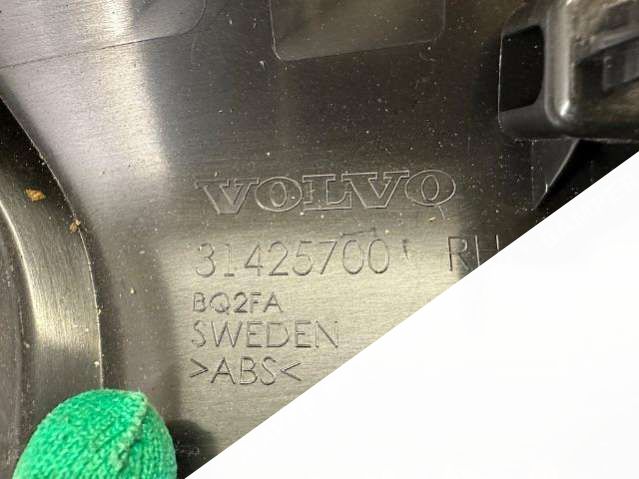 VOLVO
31425700 RH
BQ2FA
SWEDEN
>ABS<